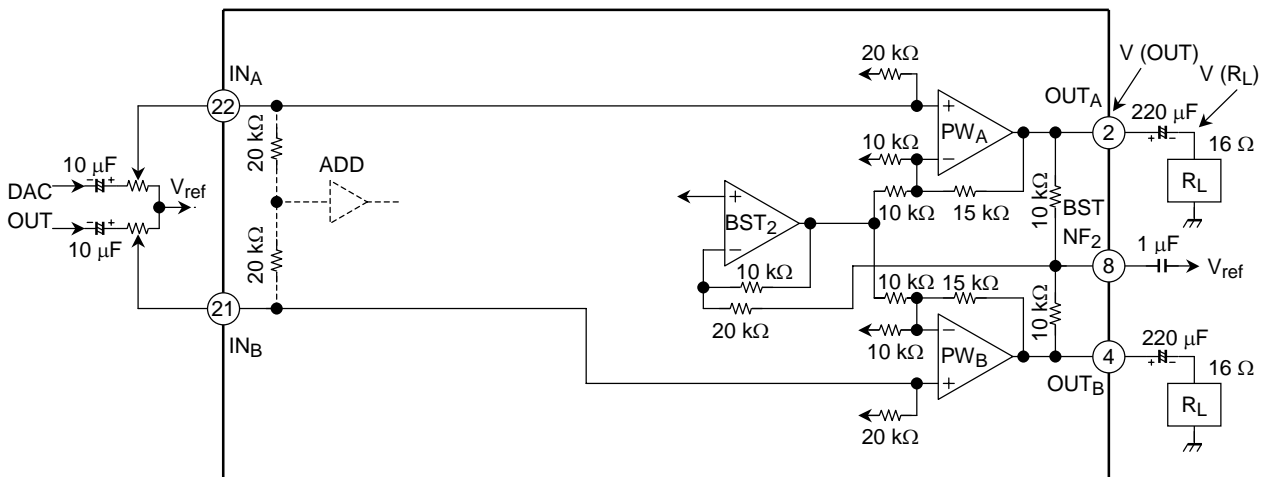 20 kΩ
V (OUT)
V (RL)
INA
OUTA
22
+
PWA
−
2
220 µF
+ −
16 Ω
RL
20 kΩ
10 kΩ
10 µF
− +
ADD
DAC
Vref
OUT
− +
10 µF
+
BST2
−
10 kΩ
15 kΩ
10 kΩ
BST
NF2
1 µF
8
Vref
20 kΩ
10 kΩ
20 kΩ
10 kΩ
15 kΩ
10 kΩ
21
INB
10 kΩ
−
PWB
+
4
220 µF
+ −
16 Ω
OUTB
RL
20 kΩ